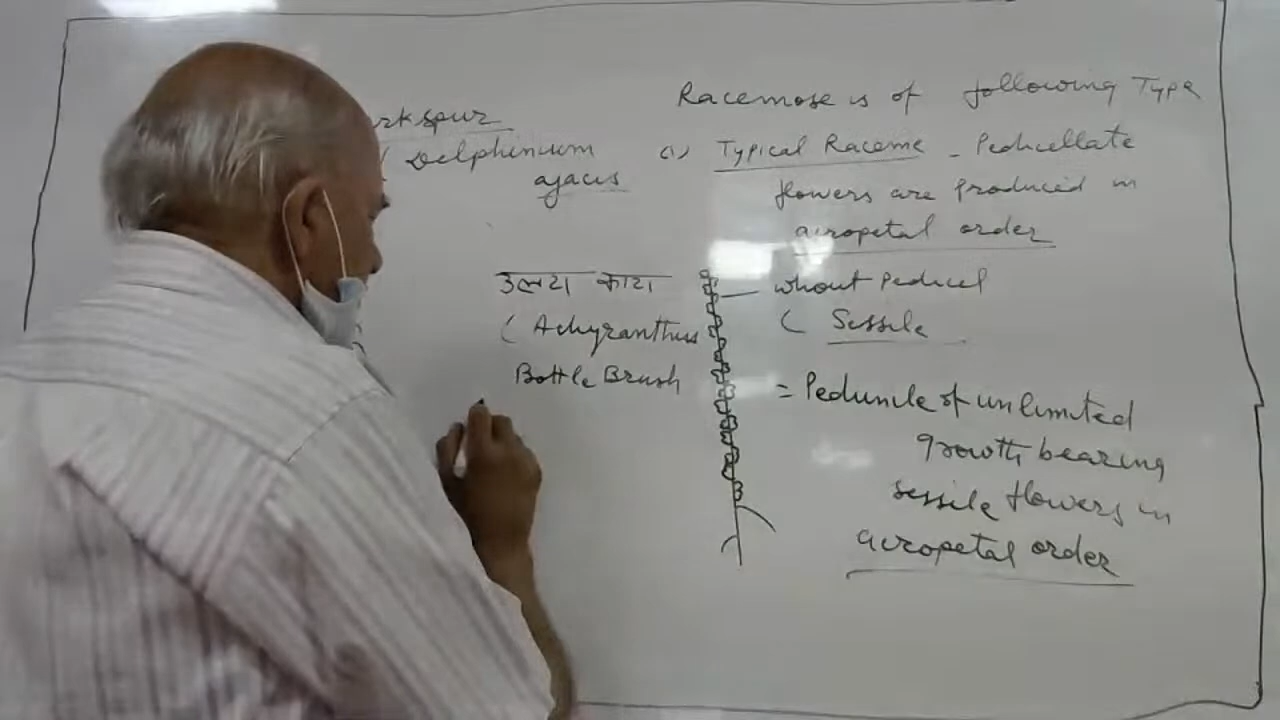 rkspur
( Delphinium
ajacis
उलटा काटा
( Achyranthus
Bottle Brush
Racemose is of following Type
(1) Typical Raceme - Pedicellate
flowers are produced in
acropetal order
whout Pedicel
( Sessile
= Peduncle of unlimited
growth bearing
sessile flowers in
acropetal order